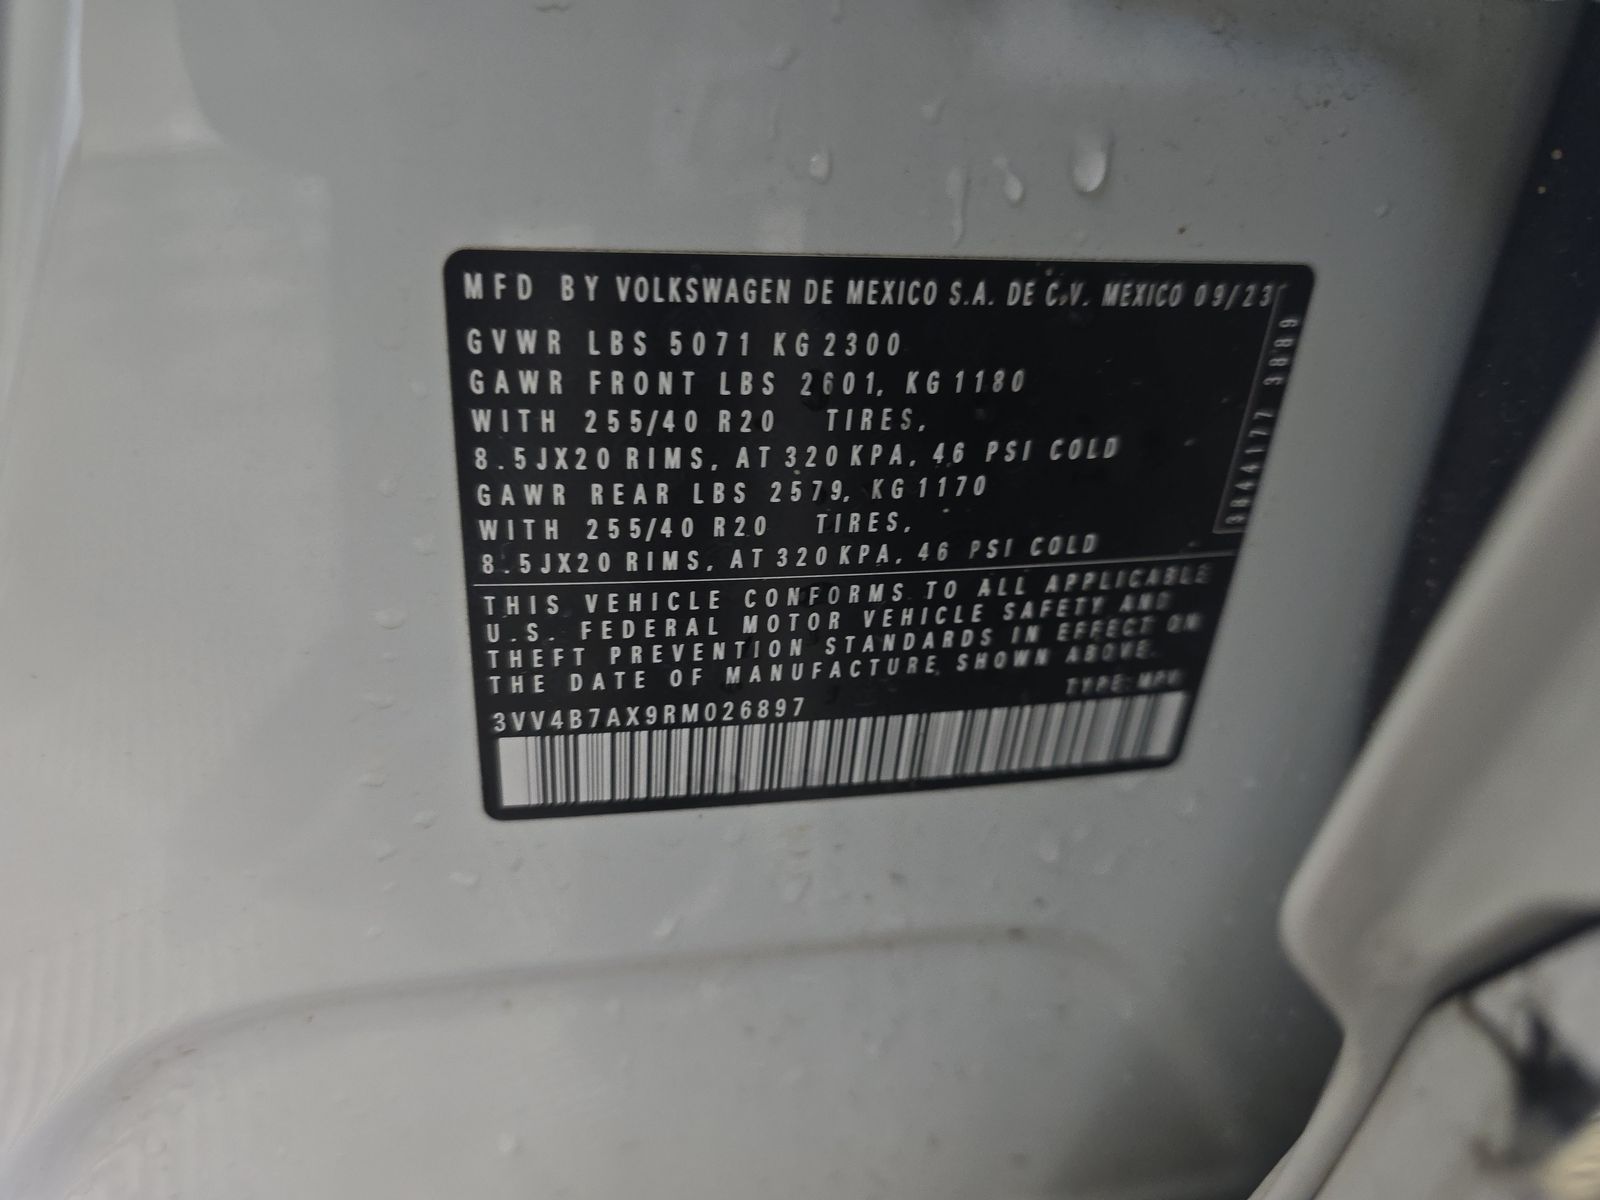 MFD BY VOLKSWAGEN DE MEXICO S.A. DE C.V. MEXICO 09/23
GVWR LBS 5071 KG 2300
GAWR FRONT LBS 2601, KG 1180
WITH 255/40 R20 TIRES,
8.5JX20 RIMS, AT 320 KPA, 46 PSI COLD
GAWR REAR LBS 2579, KG 1170
WITH 255/40 R20 TIRES,
8.5JX20 RIMS, AT 320 KPA, 46 PSI COLD
THIS VEHICLE CONFORMS TO ALL APPLICABLE
U.S. FEDERAL MOTOR VEHICLE SAFETY AND
THEFT PREVENTION STANDARDS IN EFFECT ON
THE DATE OF MANUFACTURE SHOWN ABOVE.
TYPE: MPV
3VV4B7AX9RM026897